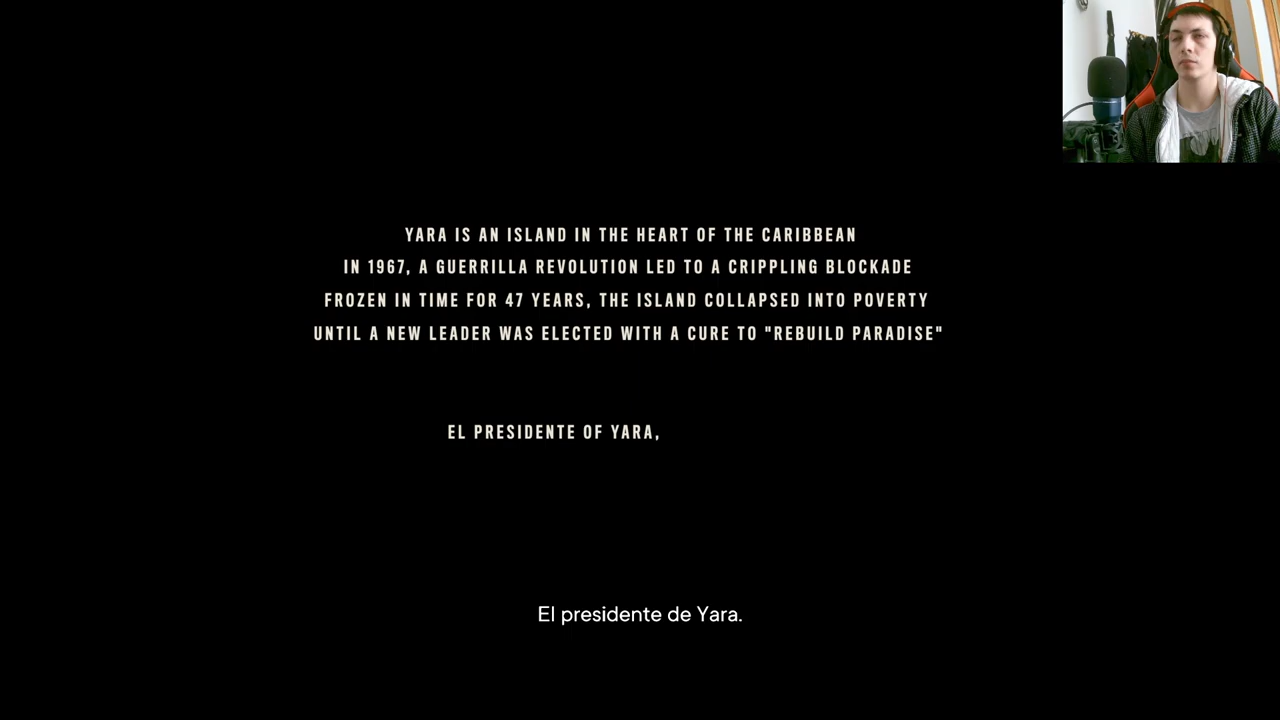 YARA IS AN ISLAND IN THE HEART OF THE CARIBBEAN
IN 1967, A GUERRILLA REVOLUTION LED TO A CRIPPLING BLOCKADE
FROZEN IN TIME FOR 47 YEARS, THE ISLAND COLLAPSED INTO POVERTY
UNTIL A NEW LEADER WAS ELECTED WITH A CURE TO "REBUILD PARADISE"
EL PRESIDENTE OF YARA,
El presidente de Yara.